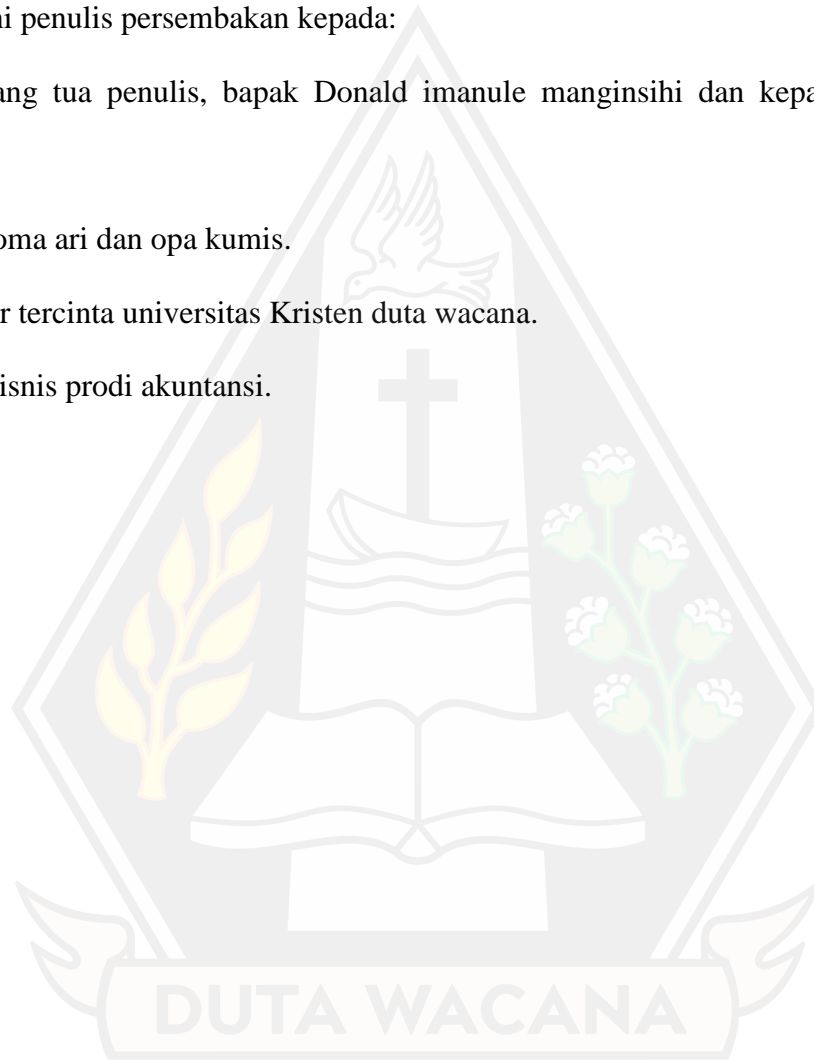 ni penulis persembakan kepada:
ang tua penulis, bapak Donald imanule manginsihi dan kepa
oma ari dan opa kumis.
r tercinta universitas Kristen duta wacana.
isnis prodi akuntansi.
DUTA WACANA